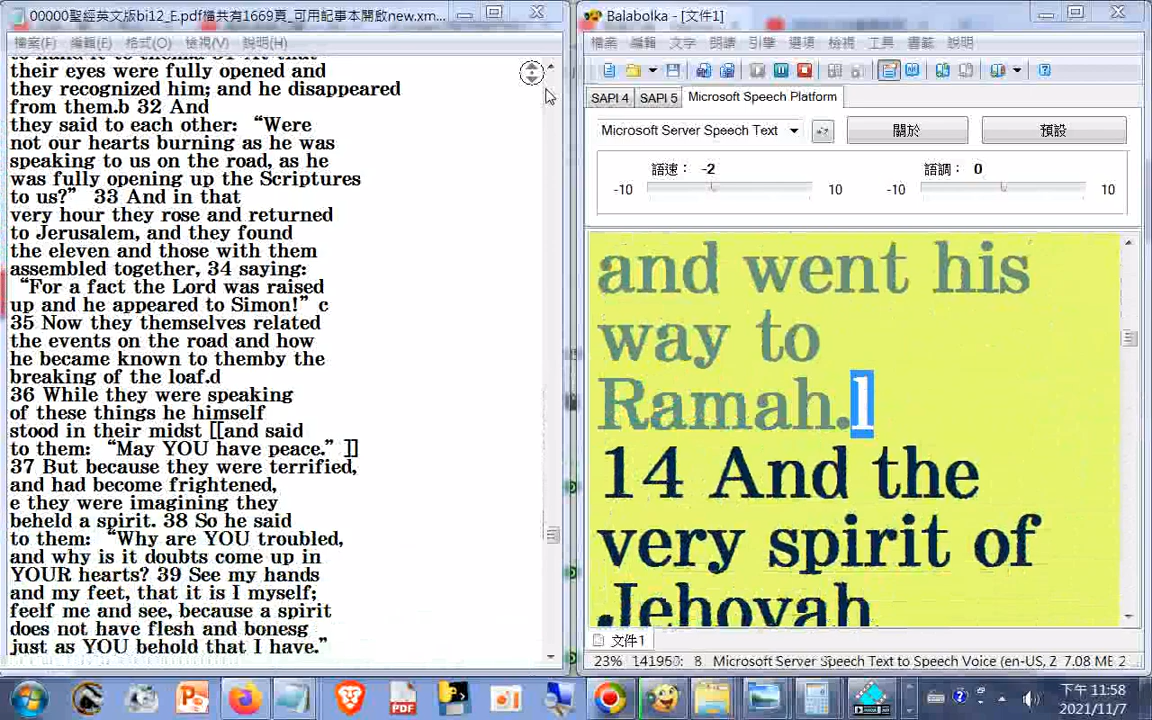 00000聖經英文版bi12_E.pdf檔共有1669頁_可用記事本開啟new.xm...
檔案(F) 編輯(E) 格式(O) 檢視(V) 說明(H)
their eyes were fully opened and
they recognized him; and he disappeared
from them.b 32 And
they said to each other: “Were
not our hearts burning as he was
speaking to us on the road, as he
was fully opening up the Scriptures
to us?” 33 And in that
very hour they rose and returned
to Jerusalem, and they found
the eleven and those with them
assembled together, 34 saying:
“For a fact the Lord was raised
up and he appeared to Simon!” c
35 Now they themselves related
the events on the road and how
he became known to themby the
breaking of the loaf.d
36 While they were speaking
of these things he himself
stood in their midst [[and said
to them: “May YOU have peace.” ]]
37 But because they were terrified,
and had become frightened,
e they were imagining they
beheld a spirit. 38 So he said
to them: “Why are YOU troubled,
and why is it doubts come up in
YOUR hearts? 39 See my hands
and my feet, that it is I myself;
feelf me and see, because a spirit
does not have flesh and bonesg
just as YOU behold that I have.”
Balabolka - [文件1]
檔案 編輯 文字 朗讀 引擎 選項 檢視 工具 書籤 說明
SAPI 4 SAPI 5 Microsoft Speech Platform
Microsoft Server Speech Text 關於 預設
語速： -2 語調： 0
-10 10 -10 10
and went his
way to
Ramah.l
14 And the
very spirit of
Jehovah
文件1
23% 141950: 8 Microsoft Server Speech Text to Speech Voice (en-US, Z 7.08 MB
下午 11:58
2021/11/7